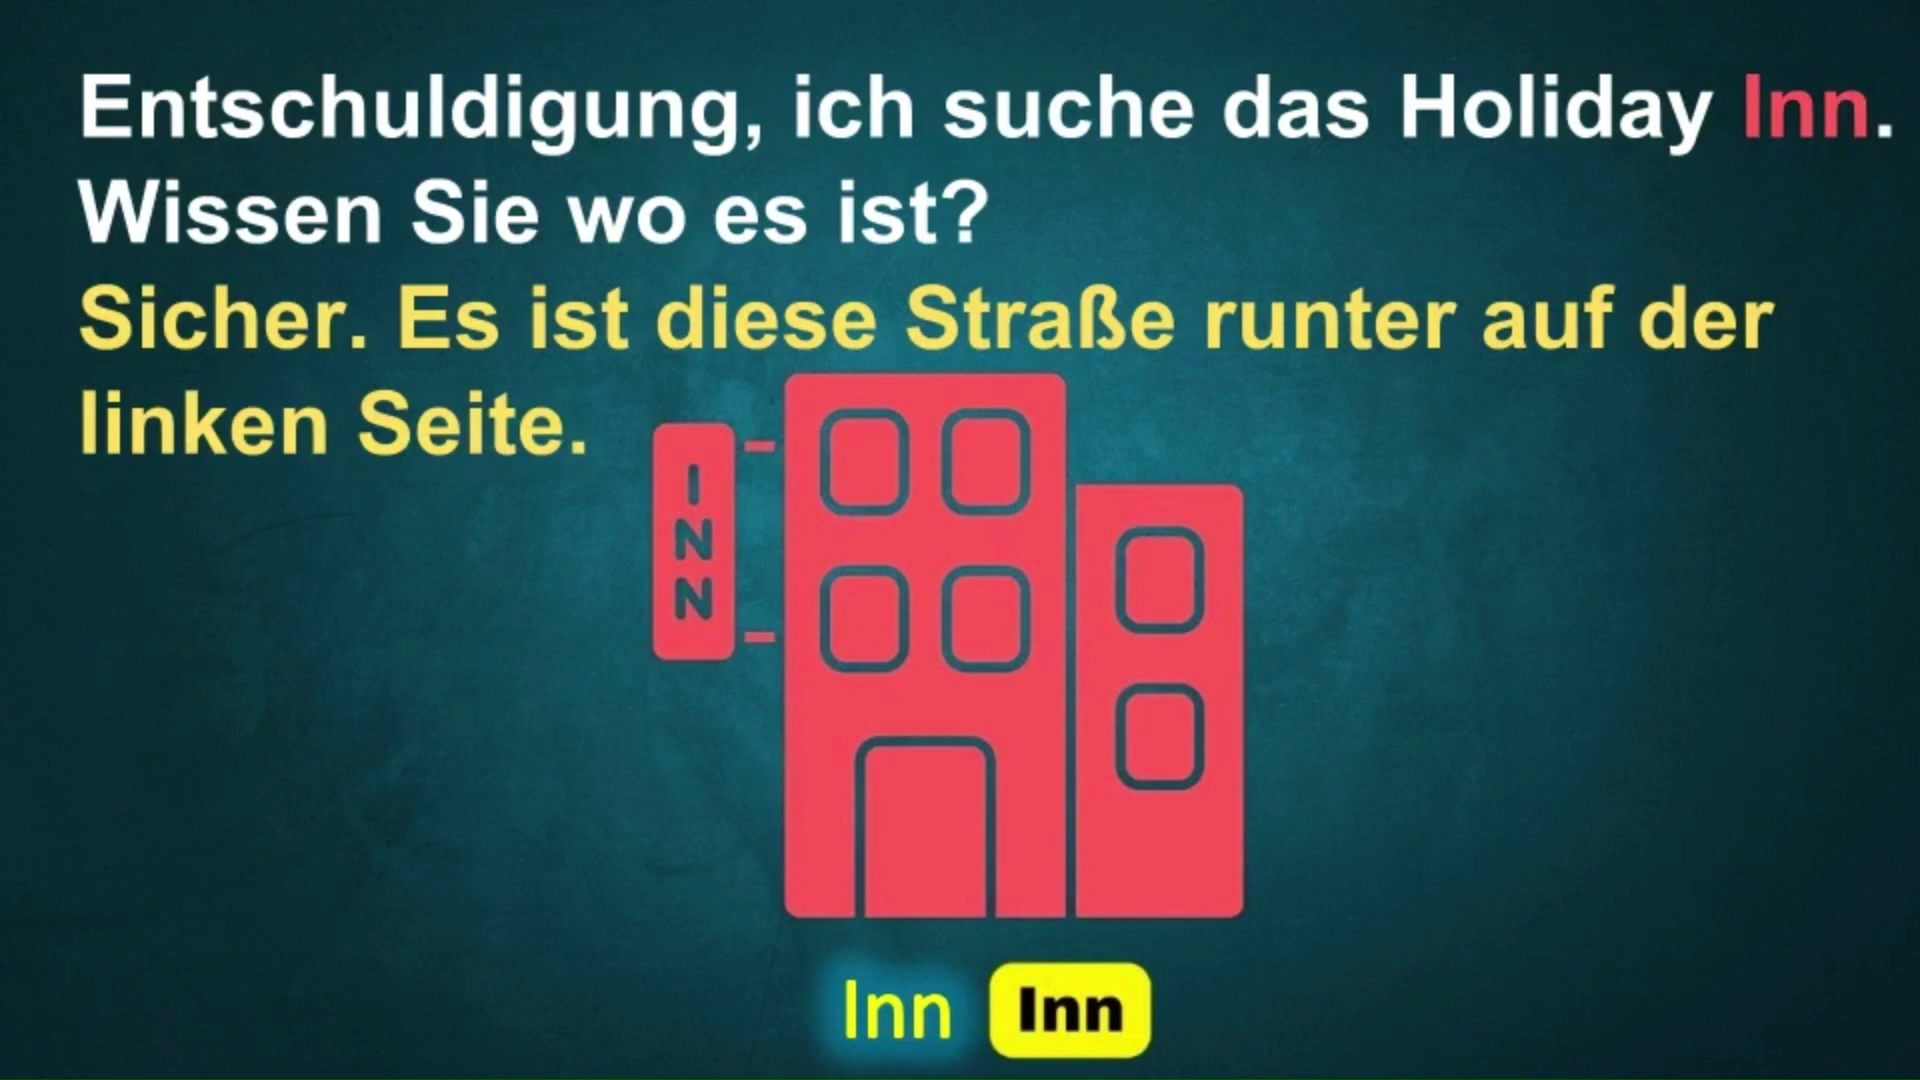 Entschuldigung, ich suche das Holiday Inn.
Wissen Sie wo es ist?
Sicher. Es ist diese Straße runter auf der
linken Seite.
INN
Inn Inn